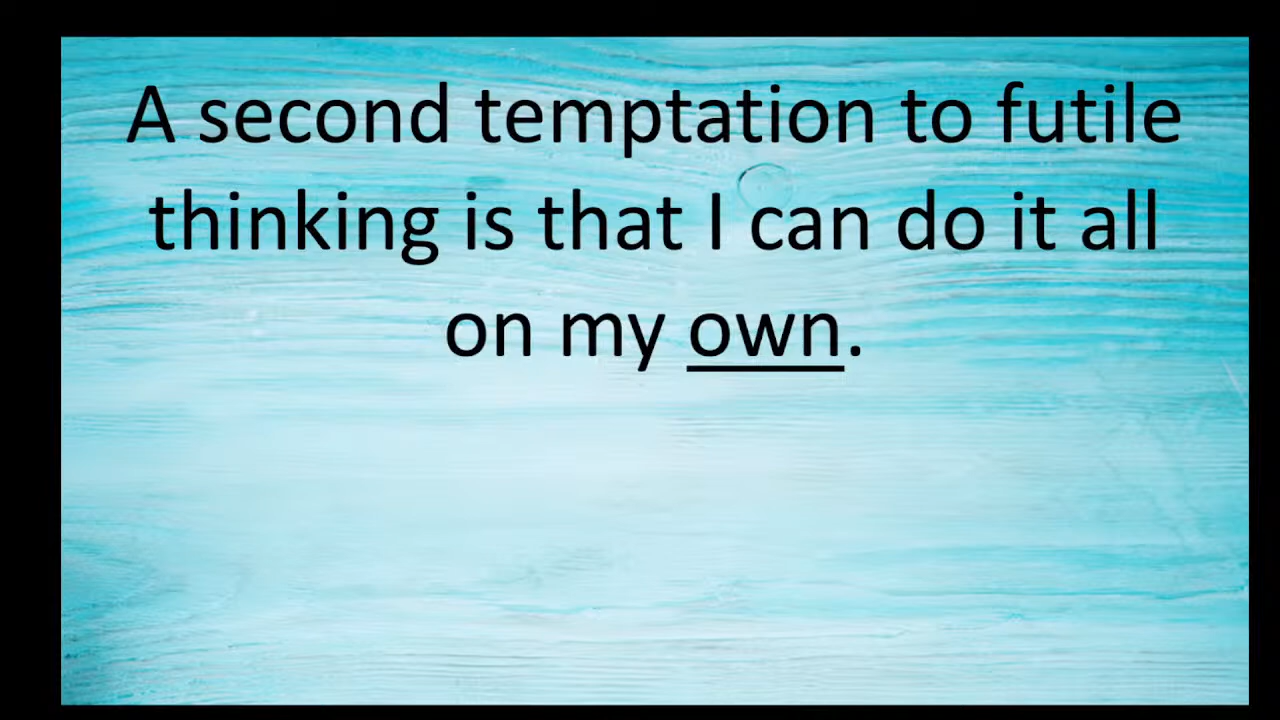 A second temptation to futile
thinking is that I can do it all
on my own.